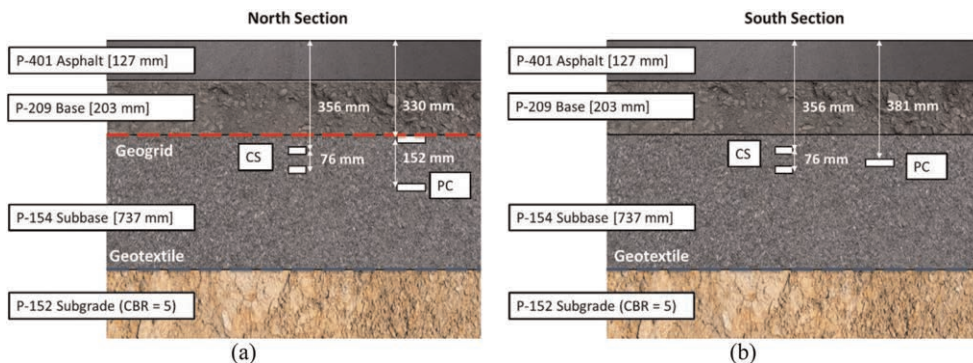 North Section
P-401 Asphalt [127 mm]
P-209 Base [203 mm]
356 mm
330 mm
Geogrid
CS
76 mm
152 mm
PC
P-154 Subbase [737 mm]
Geotextile
P-152 Subgrade (CBR = 5)
(a)
South Section
P-401 Asphalt [127 mm]
P-209 Base [203 mm]
356 mm
381 mm
CS
76 mm
PC
P-154 Subbase [737 mm]
Geotextile
P-152 Subgrade (CBR = 5)
(b)